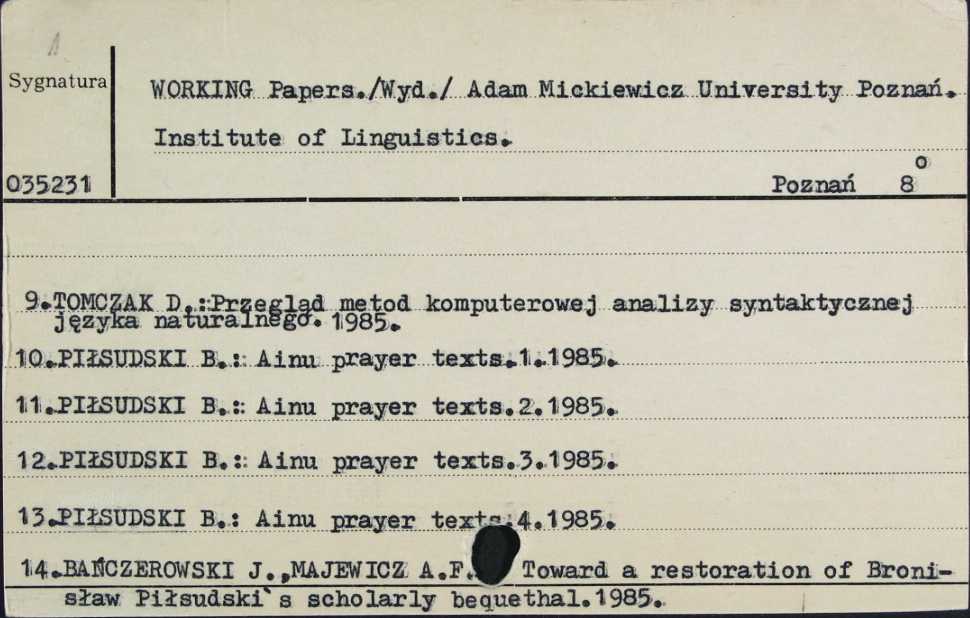 Sygnatura
WORKING Papers./Wyd./ Adam Mickiewicz University Poznań.
Institute of Linguistics.
035231
Poznań 8°
9.TOMCZAK D.:Przegląd metod komputerowej analizy syntaktycznej
języka naturalnego. 1985.
10.PIŁSUDSKI B.: Ainu prayer texts.1.1985.
11.PIŁSUDSKI B.: Ainu prayer texts.2.1985.
12.PIŁSUDSKI B.: Ainu prayer texts.3.1985.
13.PIŁSUDSKI B.: Ainu prayer texts.4.1985.
14.BAŃCZEROWSKI J.,MAJEWICZ A.F. Toward a restoration of Broni-
sław Piłsudski`s scholarly bequethal.1985.